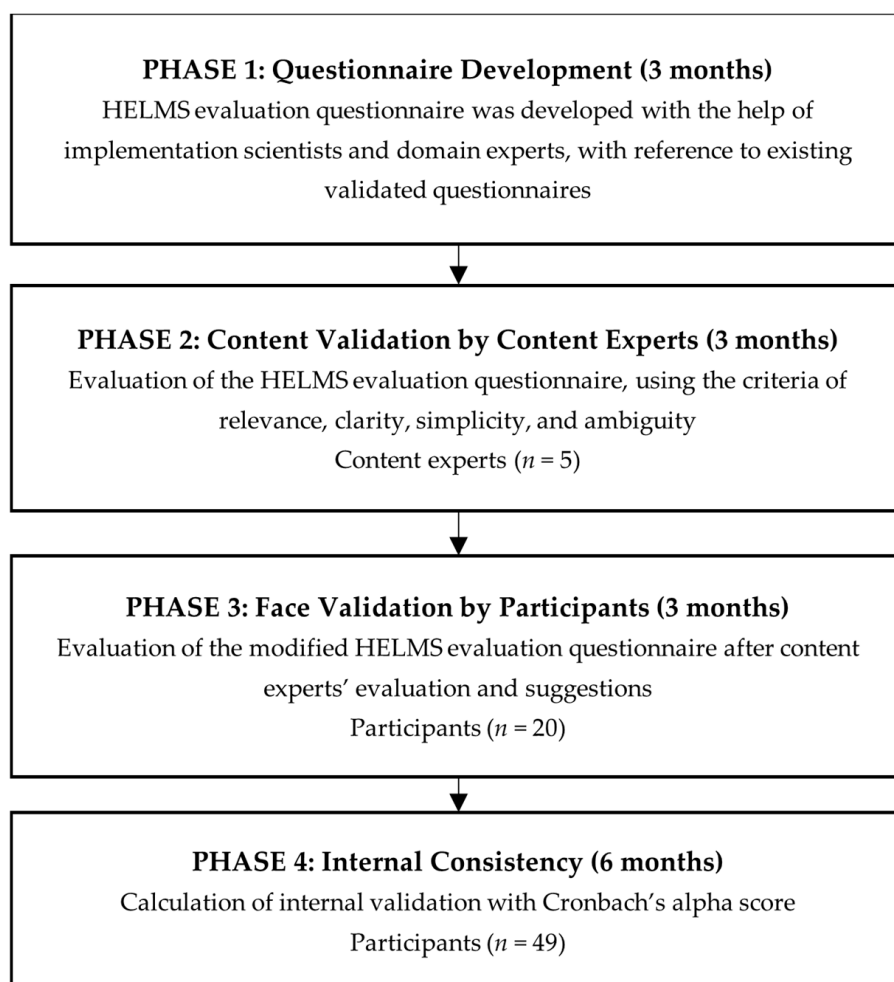 PHASE 1: Questionnaire Development (3 months)
HELMS evaluation questionnaire was developed with the help of
implementation scientists and domain experts, with reference to existing
validated questionnaires
PHASE 2: Content Validation by Content Experts (3 months)
Evaluation of the HELMS evaluation questionnaire, using the criteria of
relevance, clarity, simplicity, and ambiguity
Content experts (n = 5)
PHASE 3: Face Validation by Participants (3 months)
Evaluation of the modified HELMS evaluation questionnaire after content
experts’ evaluation and suggestions
Participants (n = 20)
PHASE 4: Internal Consistency (6 months)
Calculation of internal validation with Cronbach’s alpha score
Participants (n = 49)